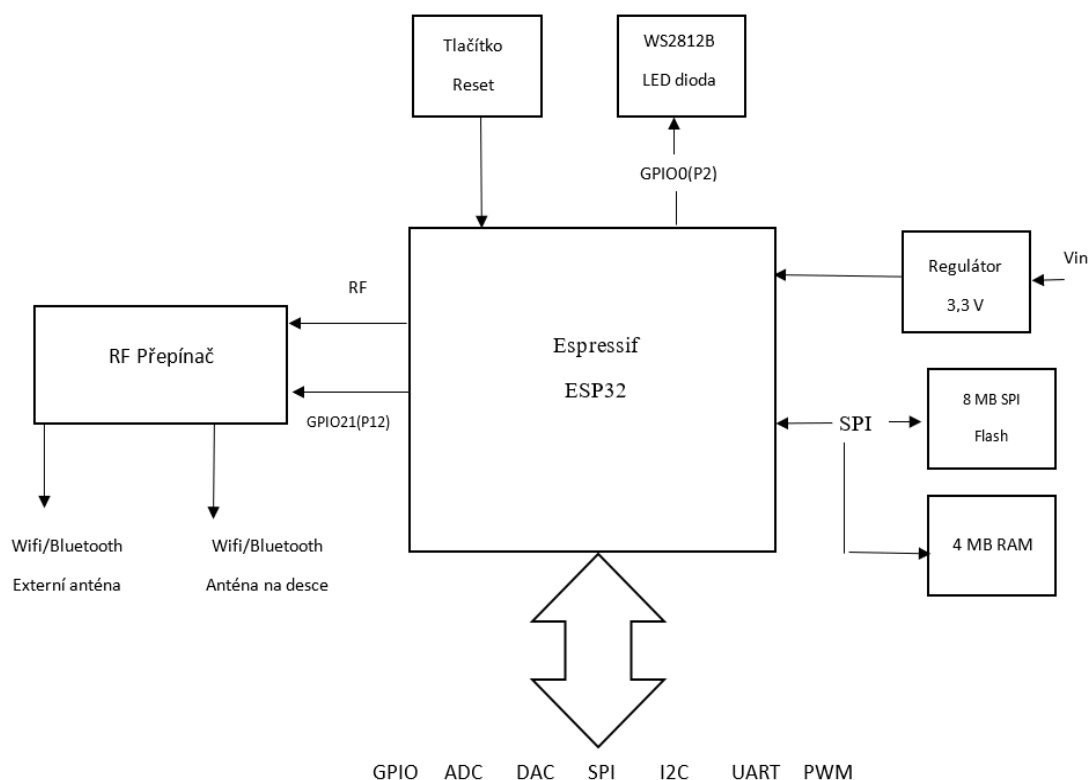 Tlačítko
Reset
WS2812B
LED dioda
GPIO0(P2)
Regulátor
3,3 V
Vin
RF
RF Přepínač
GPIO21(P12)
Espressif
ESP32
SPI
8 MB SPI
Flash
4 MB RAM
Wifi/Bluetooth
Externí anténa
Wifi/Bluetooth
Anténa na desce
GPIO ADC DAC SPI I2C UART PWM